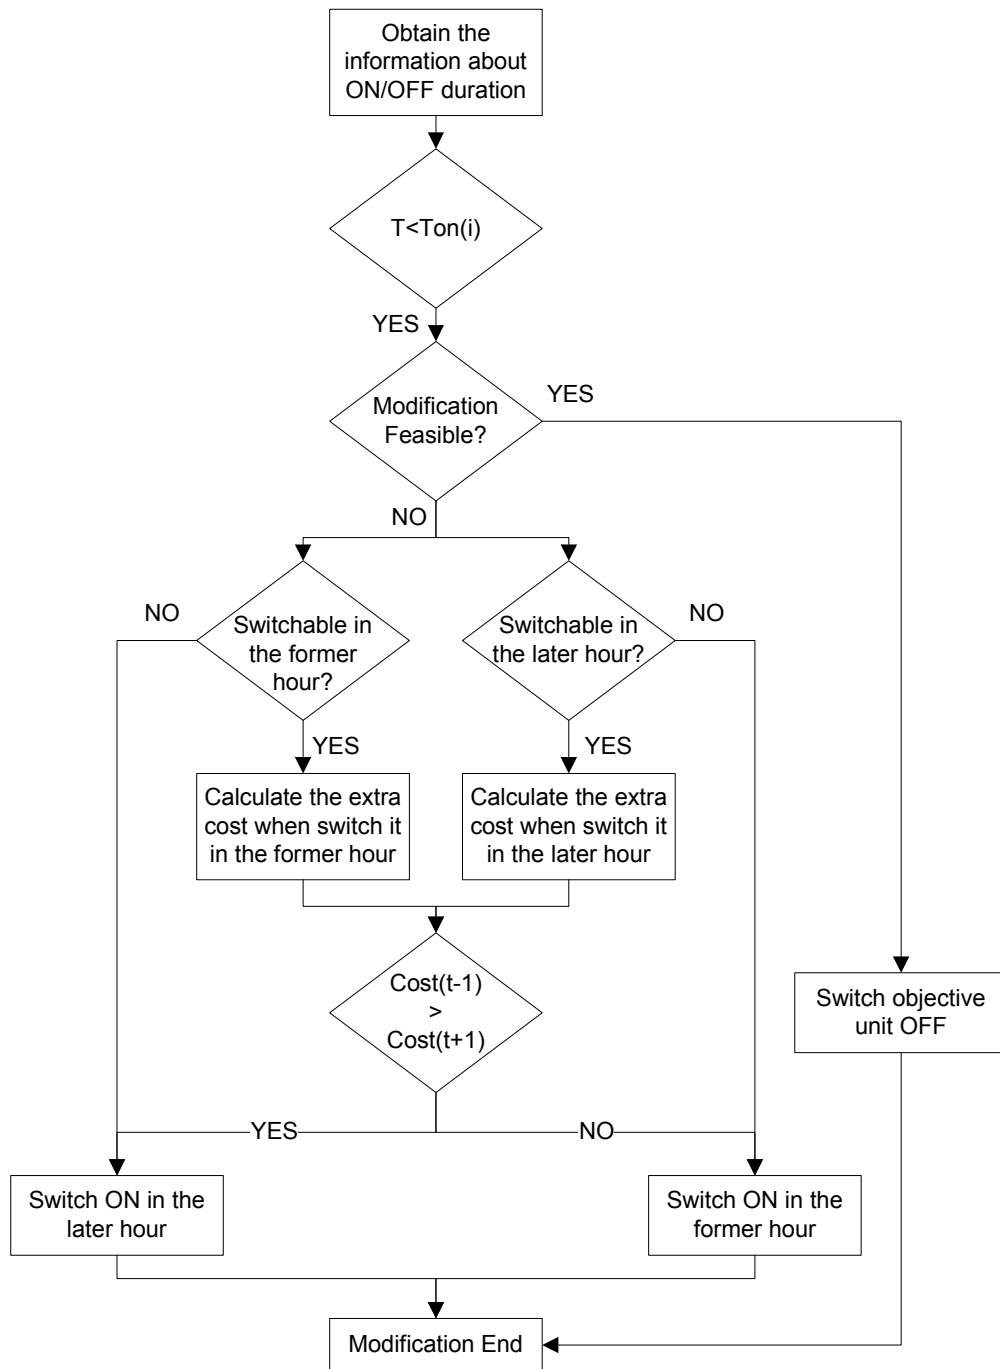 Obtain the
information about
ON/OFF duration
T<Ton(i)
YES
Modification
Feasible?
YES
NO
NO
Switchable in
the former
hour?
Switchable in
the later hour?
NO
YES
YES
Calculate the extra
cost when switch it
in the former hour
Calculate the extra
cost when switch it
in the later hour
Cost(t-1)
>
Cost(t+1)
Switch objective
unit OFF
YES
NO
Switch ON in the
later hour
Switch ON in the
former hour
Modification End